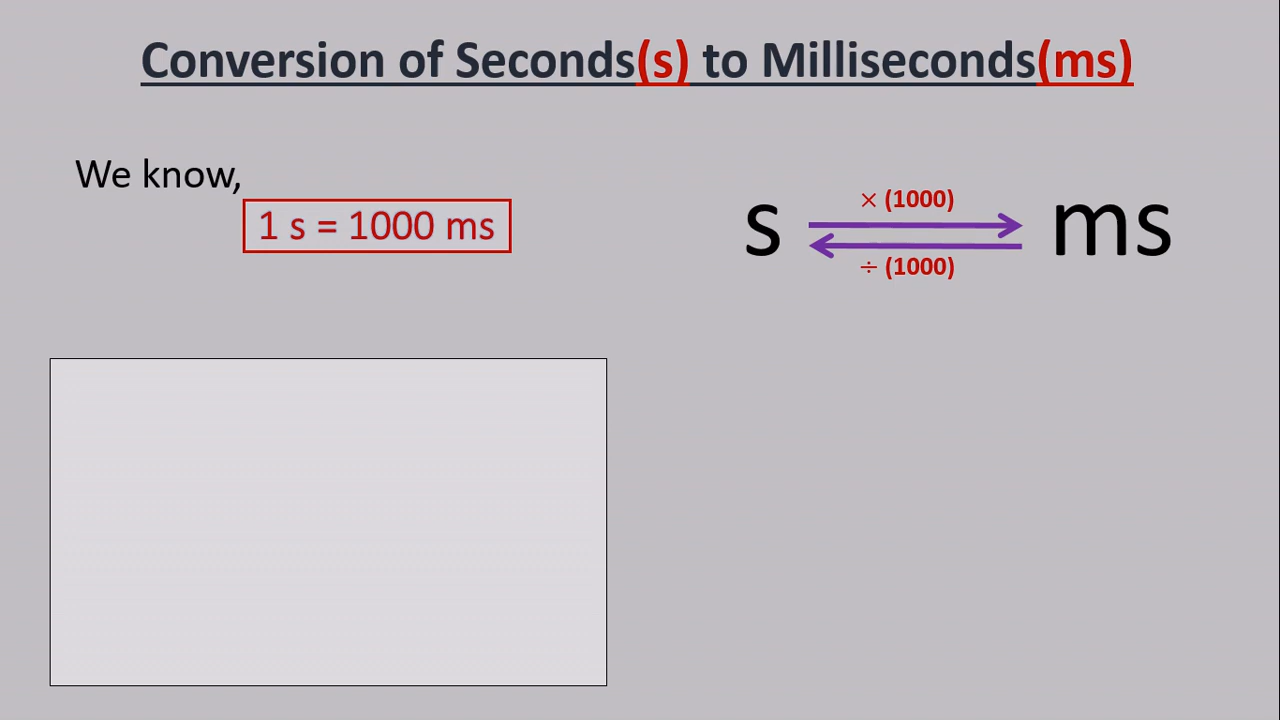 Conversion of Seconds(s) to Milliseconds(ms)
We know,
1 s = 1000 ms
× (1000)
s ms
÷ (1000)